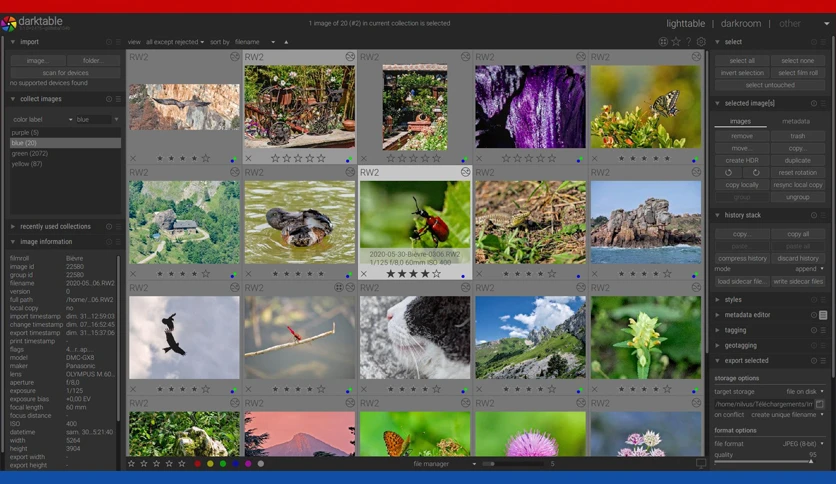 darktable
1 image of 20 (#2) in current collection is selected
lighttable | darkroom | other
import
image...
folder...
scan for devices
no supported devices found
collect images
color label
blue
purple (5)
blue (20)
green (2072)
yellow (87)
recently used collections
image information
filmroll Bièvre
image id 22580
group id 22580
filename 2020-05_06.RW2
version 0
full path /home/..06.RW2
local copy no
import timestamp dim. 31...12:59:03
change timestamp dim. .07...16:52:45
export timestamp dim. 31...15:37:06
print timestamp -
flags 4...r...ap...
model DMC-GX8
maker Panasonic
lens OLYMPUS M.60...
aperture f/8,0
exposure 1/125
exposure bias +0,00 EV
focal length 60 mm
focus distance -
ISO 400
datetime sam. 30...5:21:40
width 5264
height 3904
export width -
export height -
view all except rejected
sort by filename
RW2 RW2 RW2 RW2 RW2
RW2 RW2 RW2 RW2 RW2
2020-05-30-Bièvre-0006.RW2
1/125 f/8,0 60mm ISO 400
RW2 RW2 RW2 RW2 RW2
RW2 RW2 RW2 RW2 RW2
file manager
5
select
select all
select none
invert selection
select film roll
select untouched
selected image[s]
images
metadata
remove
trash
move...
copy...
create HDR
duplicate
reset rotation
copy locally
resync local copy
group
ungroup
history stack
copy...
copy all
paste...
paste all
compress history
discard history
mode append
load sidecar file...
write sidecar files
styles
metadata editor
tagging
geotagging
export selected
storage options
target storage file on disk
on conflict create unique filename
format options
file format JPEG (8-bit)
quality 95